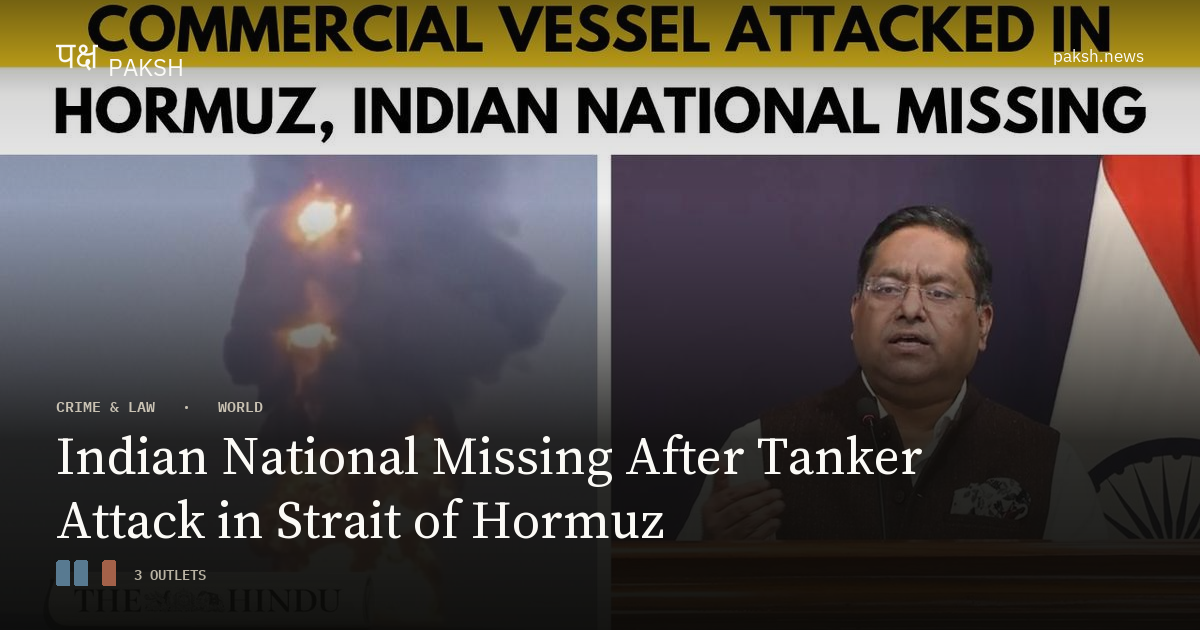 COMMERCIAL VESSEL ATTACKED IN
पक्ष PAKSH
paksh.news
HORMUZ, INDIAN NATIONAL MISSING
CRIME & LAW · WORLD
Indian National Missing After Tanker
Attack in Strait of Hormuz
3 OUTLETS
THE HINDU